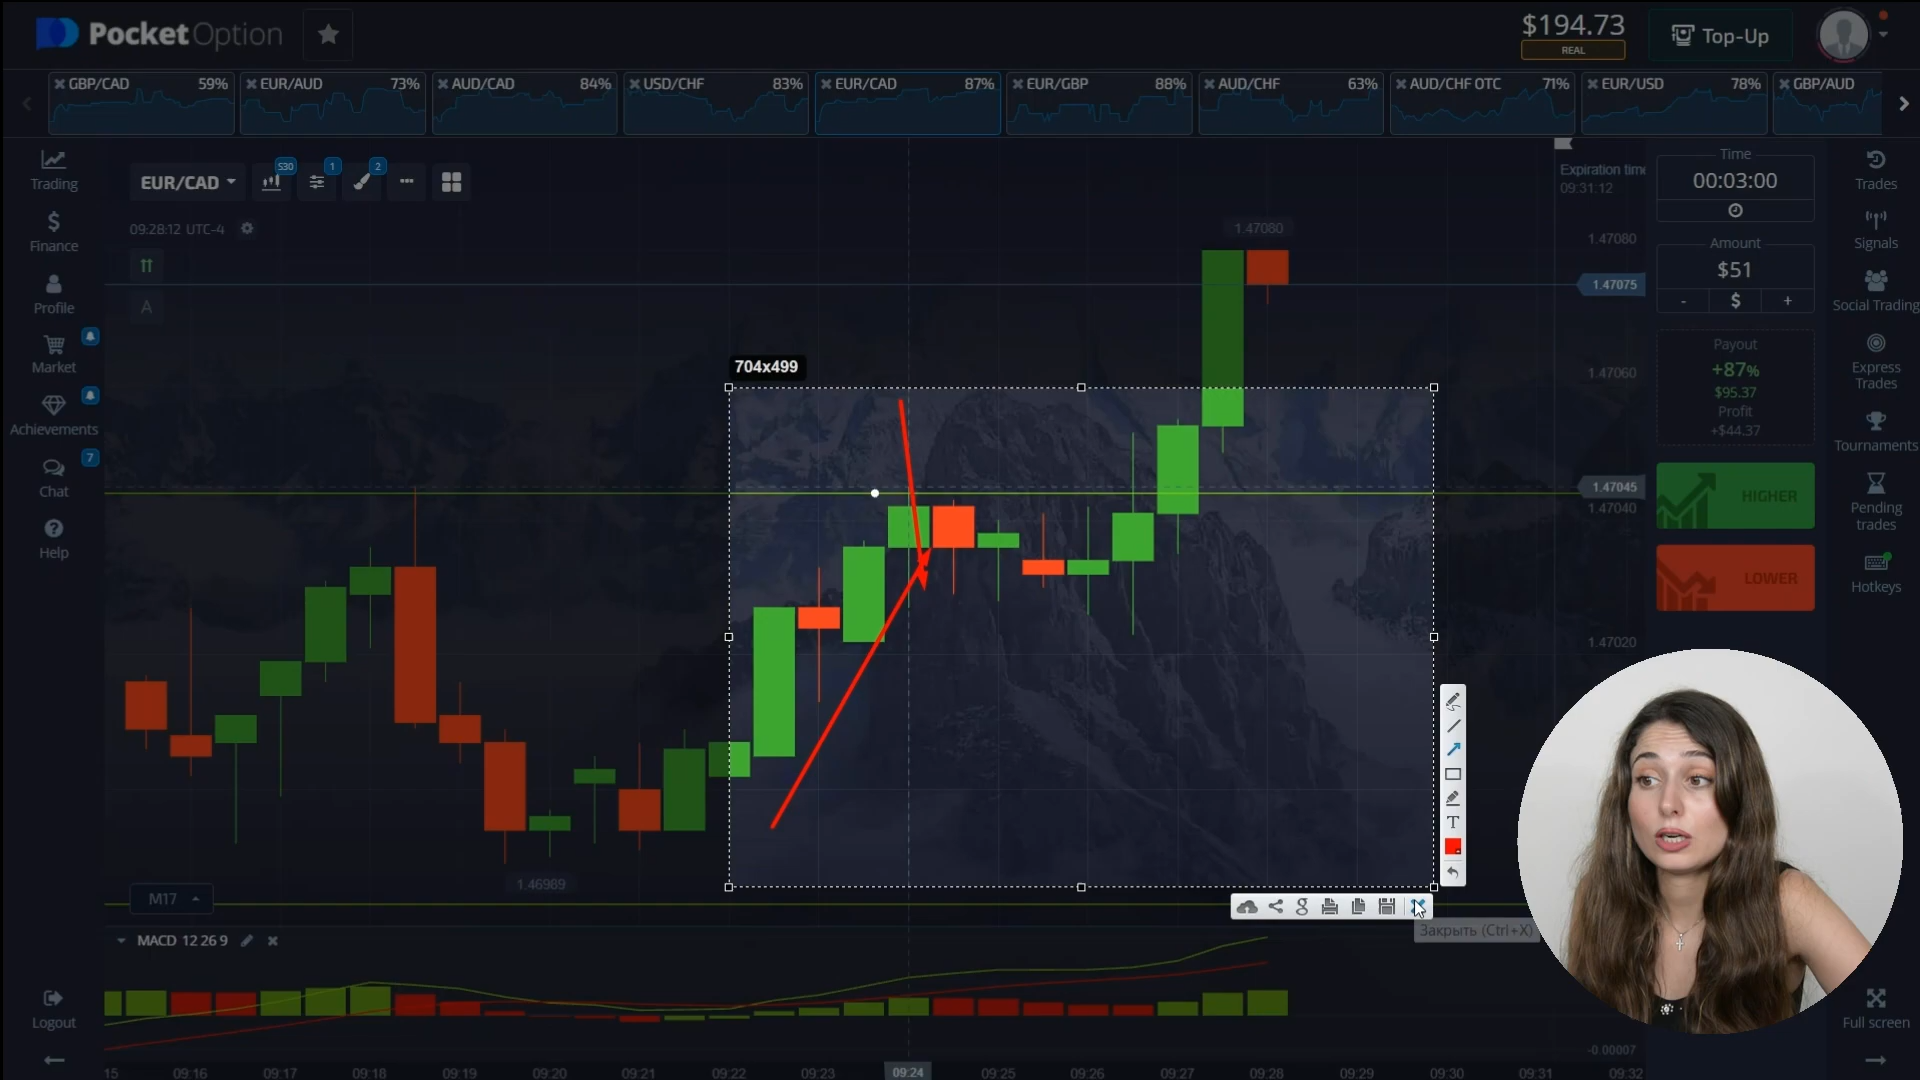 PocketOption
$194.73
REAL
Top-Up
GBP/CAD 59%
EUR/AUD 73%
AUD/CAD 84%
USD/CHF 83%
EUR/CAD 87%
EUR/GBP 88%
AUD/CHF 63%
AUD/CHF OTC 71%
EUR/USD 78%
GBP/AUD
Trading
Finance
Profile
Market
Achievements
7
Chat
Help
Logout
EUR/CAD
S30
1
2
09:28:12 UTC-4
A
704x499
1.47080
1.46989
M17
MACD 12 26 9
Закрыть (Ctrl+X)
T
g
Expiration time
09:31:12
1.47080
1.47075
1.47060
1.47045
1.47040
1.47020
-0.00007
15 09:16 09:17 09:18 09:19 09:20 09:21 09:22 09:23 09:24 09:25 09:26 09:27 09:28 09:29 09:30 09:31 09:32
Time
00:03:00
Amount
$51
- $ +
Payout
+87%
$95.37
Profit
+$44.37
HIGHER
LOWER
Trades
Signals
Social Trading
Express
Trades
Tournaments
Pending
trades
Hotkeys
Full screen